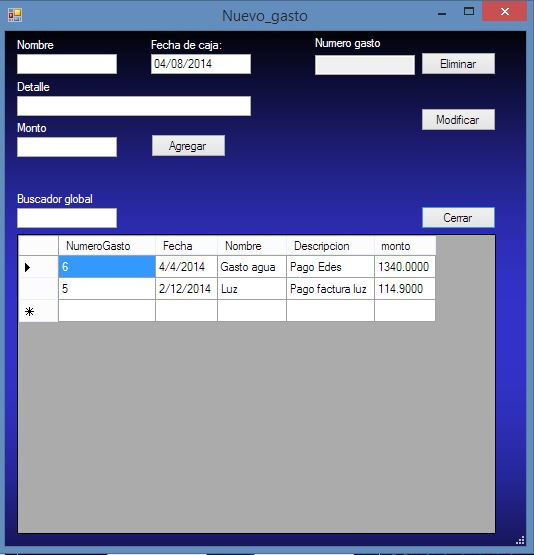 Nuevo_gasto
Nombre Fecha de caja: Numero gasto
04/08/2014 Eliminar
Detalle
Modificar
Monto
Agregar
Buscador global
Cerrar
NumeroGasto Fecha Nombre Descripcion monto
6 4/4/2014 Gasto agua Pago Edes 1340.0000
5 2/12/2014 Luz Pago factura luz 114.9000